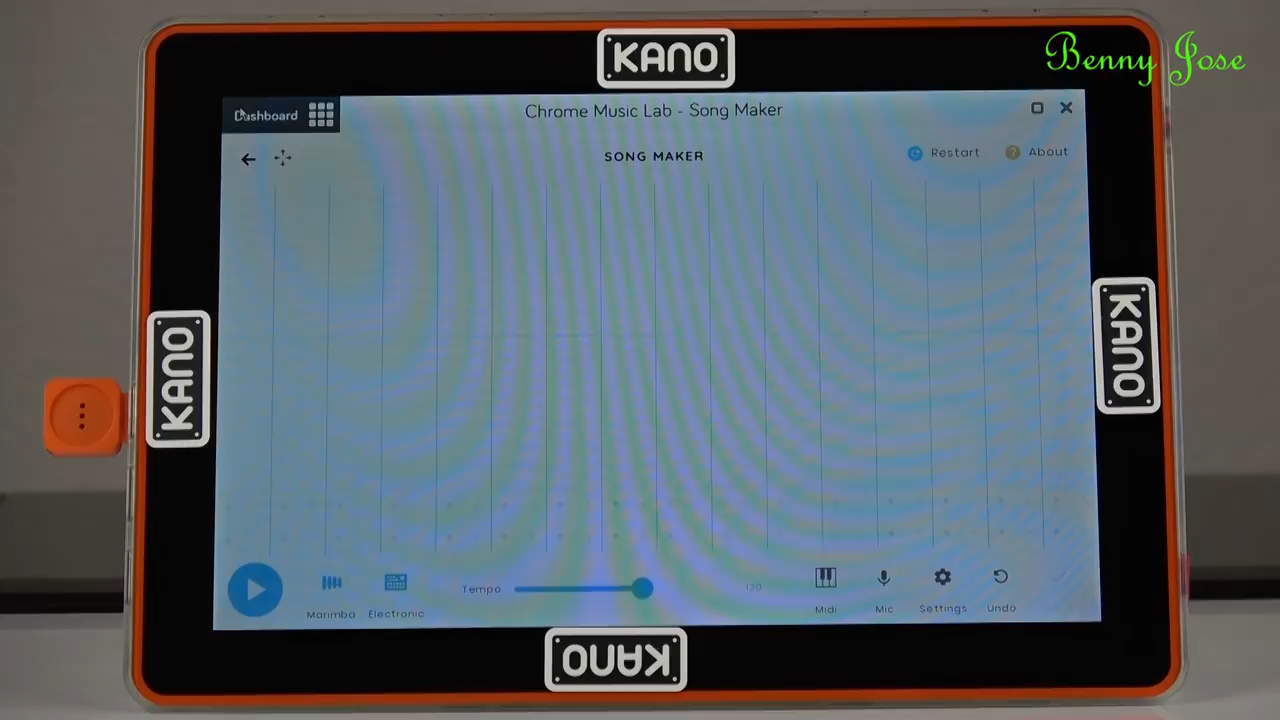 KANO
Benny Jose
Dashboard
Chrome Music Lab - Song Maker
SONG MAKER
Restart
About
KANO
KANO
Tempo
120
Marimba
Electronic
Midi
Mic
Settings
Undo
KANO